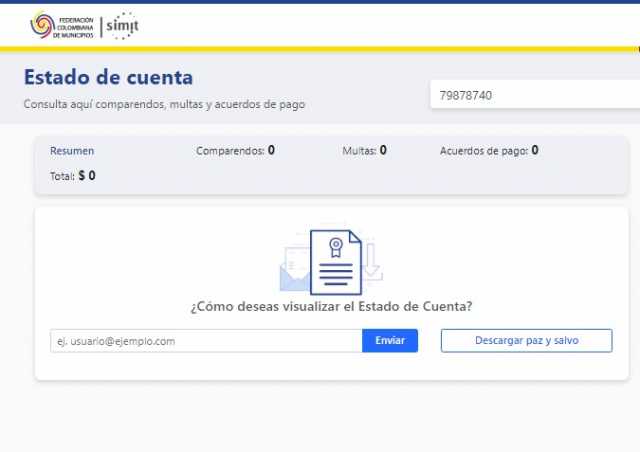 FEDERACIÓN
COLOMBIANA
DE MUNICIPIOS
simit
Estado de cuenta
Consulta aquí comparendos, multas y acuerdos de pago
79878740
Resumen Comparendos: 0 Multas: 0 Acuerdos de pago: 0
Total: $ 0
¿Cómo deseas visualizar el Estado de Cuenta?
ej. usuario@ejemplo.com Enviar Descargar paz y salvo